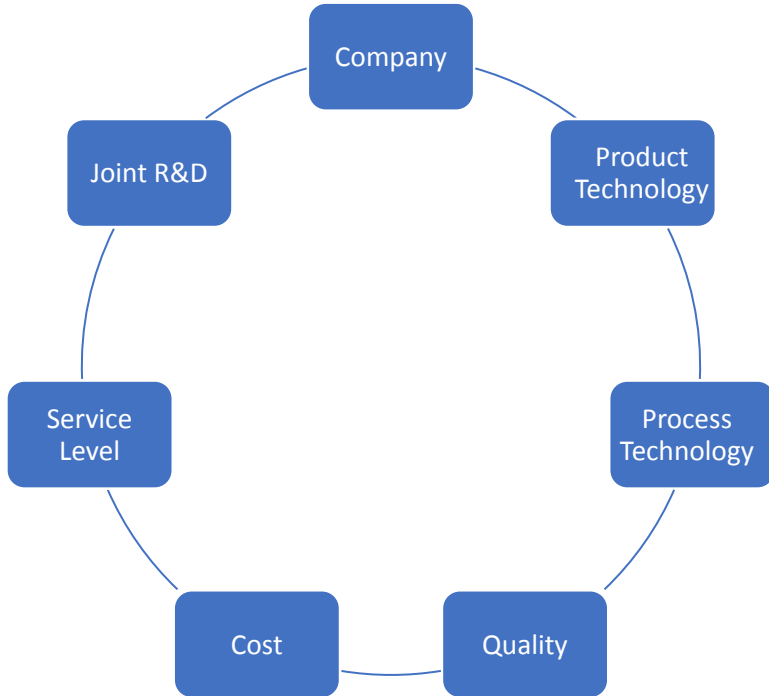 Company
Product
Technology
Process
Technology
Quality
Cost
Service
Level
Joint R&D